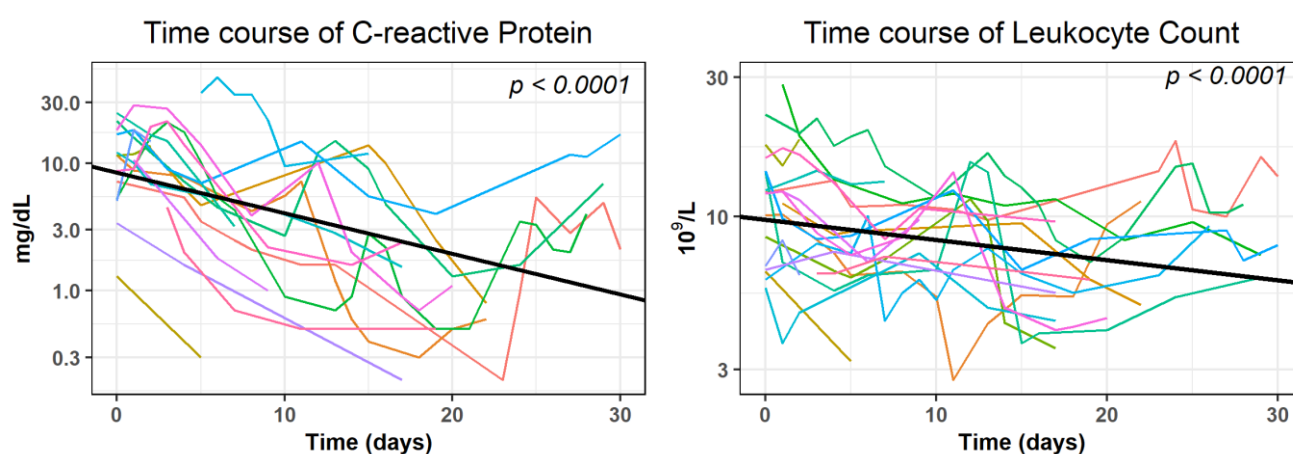 Time course of C-reactive Protein
p < 0.0001
30.0
10.0
3.0
1.0
0.3
mg/dL
0 10 20 30
Time (days)
Time course of Leukocyte Count
p < 0.0001
30
10
3
10⁹/L
0 10 20 30
Time (days)